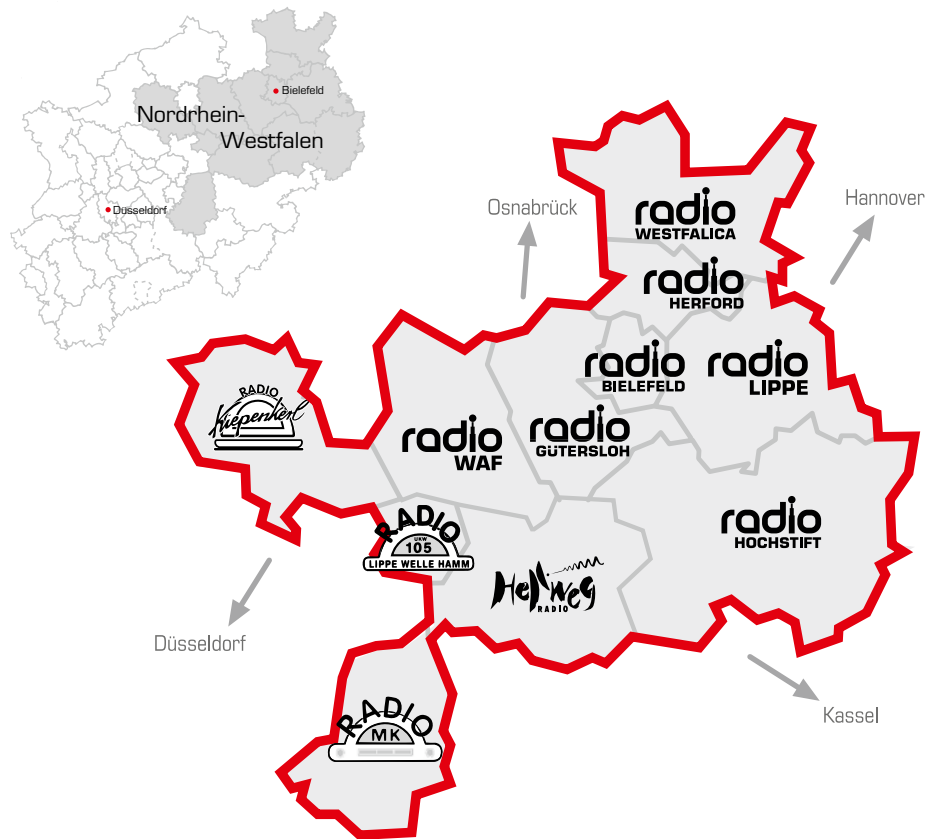 Bielefeld
Nordrhein-
Westfalen
Düsseldorf
Osnabrück
Hannover
radio
WESTFALICA
radio
HERFORD
radio
BIELEFELD
radio
LIPPE
RADIO
Kiepenkerl
radio
WAF
radio
GÜTERSLOH
radio
HOCHSTIFT
RADIO
UKW
105
LIPPE WELLE HAMM
Hellweg
RADIO
Düsseldorf
Kassel
RADIO
MK